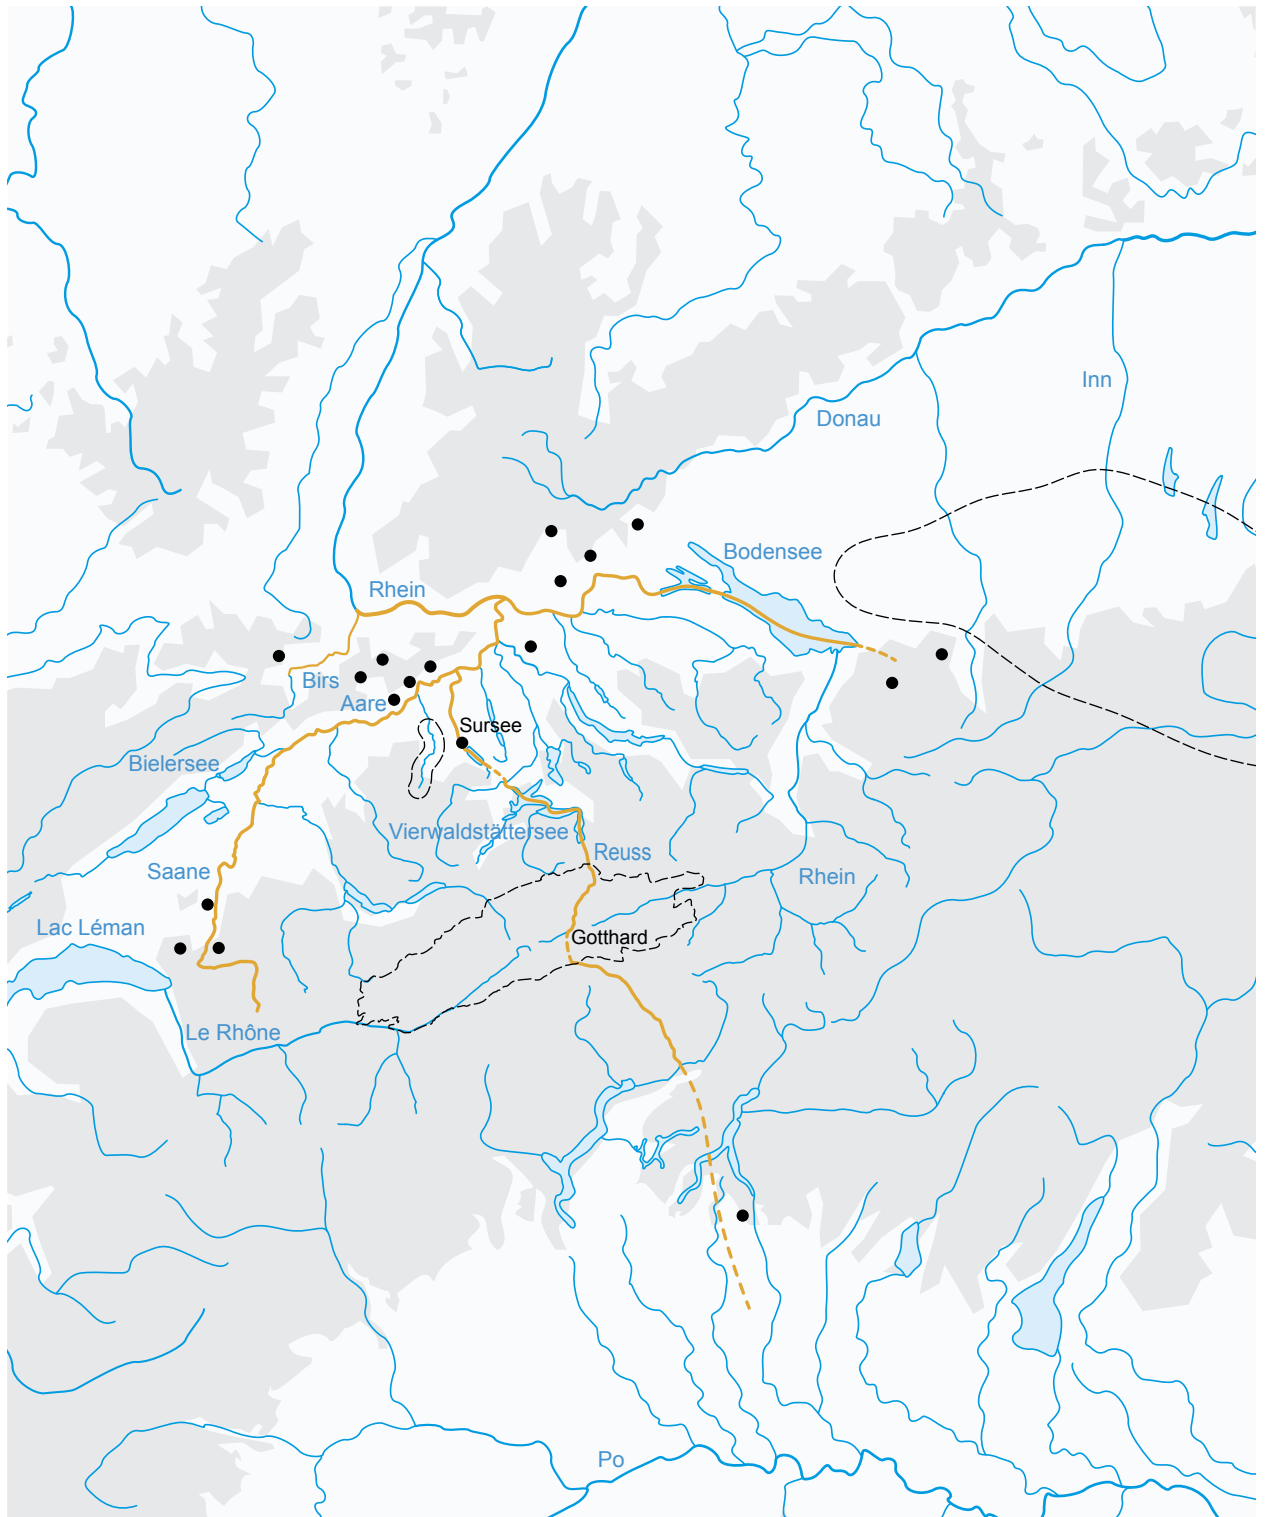 Inn
Donau
Bodensee
Rhein
Birs
Aare
Sursee
Bielersee
Vierwaldstättersee
Reuss
Saane
Rhein
Lac Léman
Gotthard
Le Rhône
Po